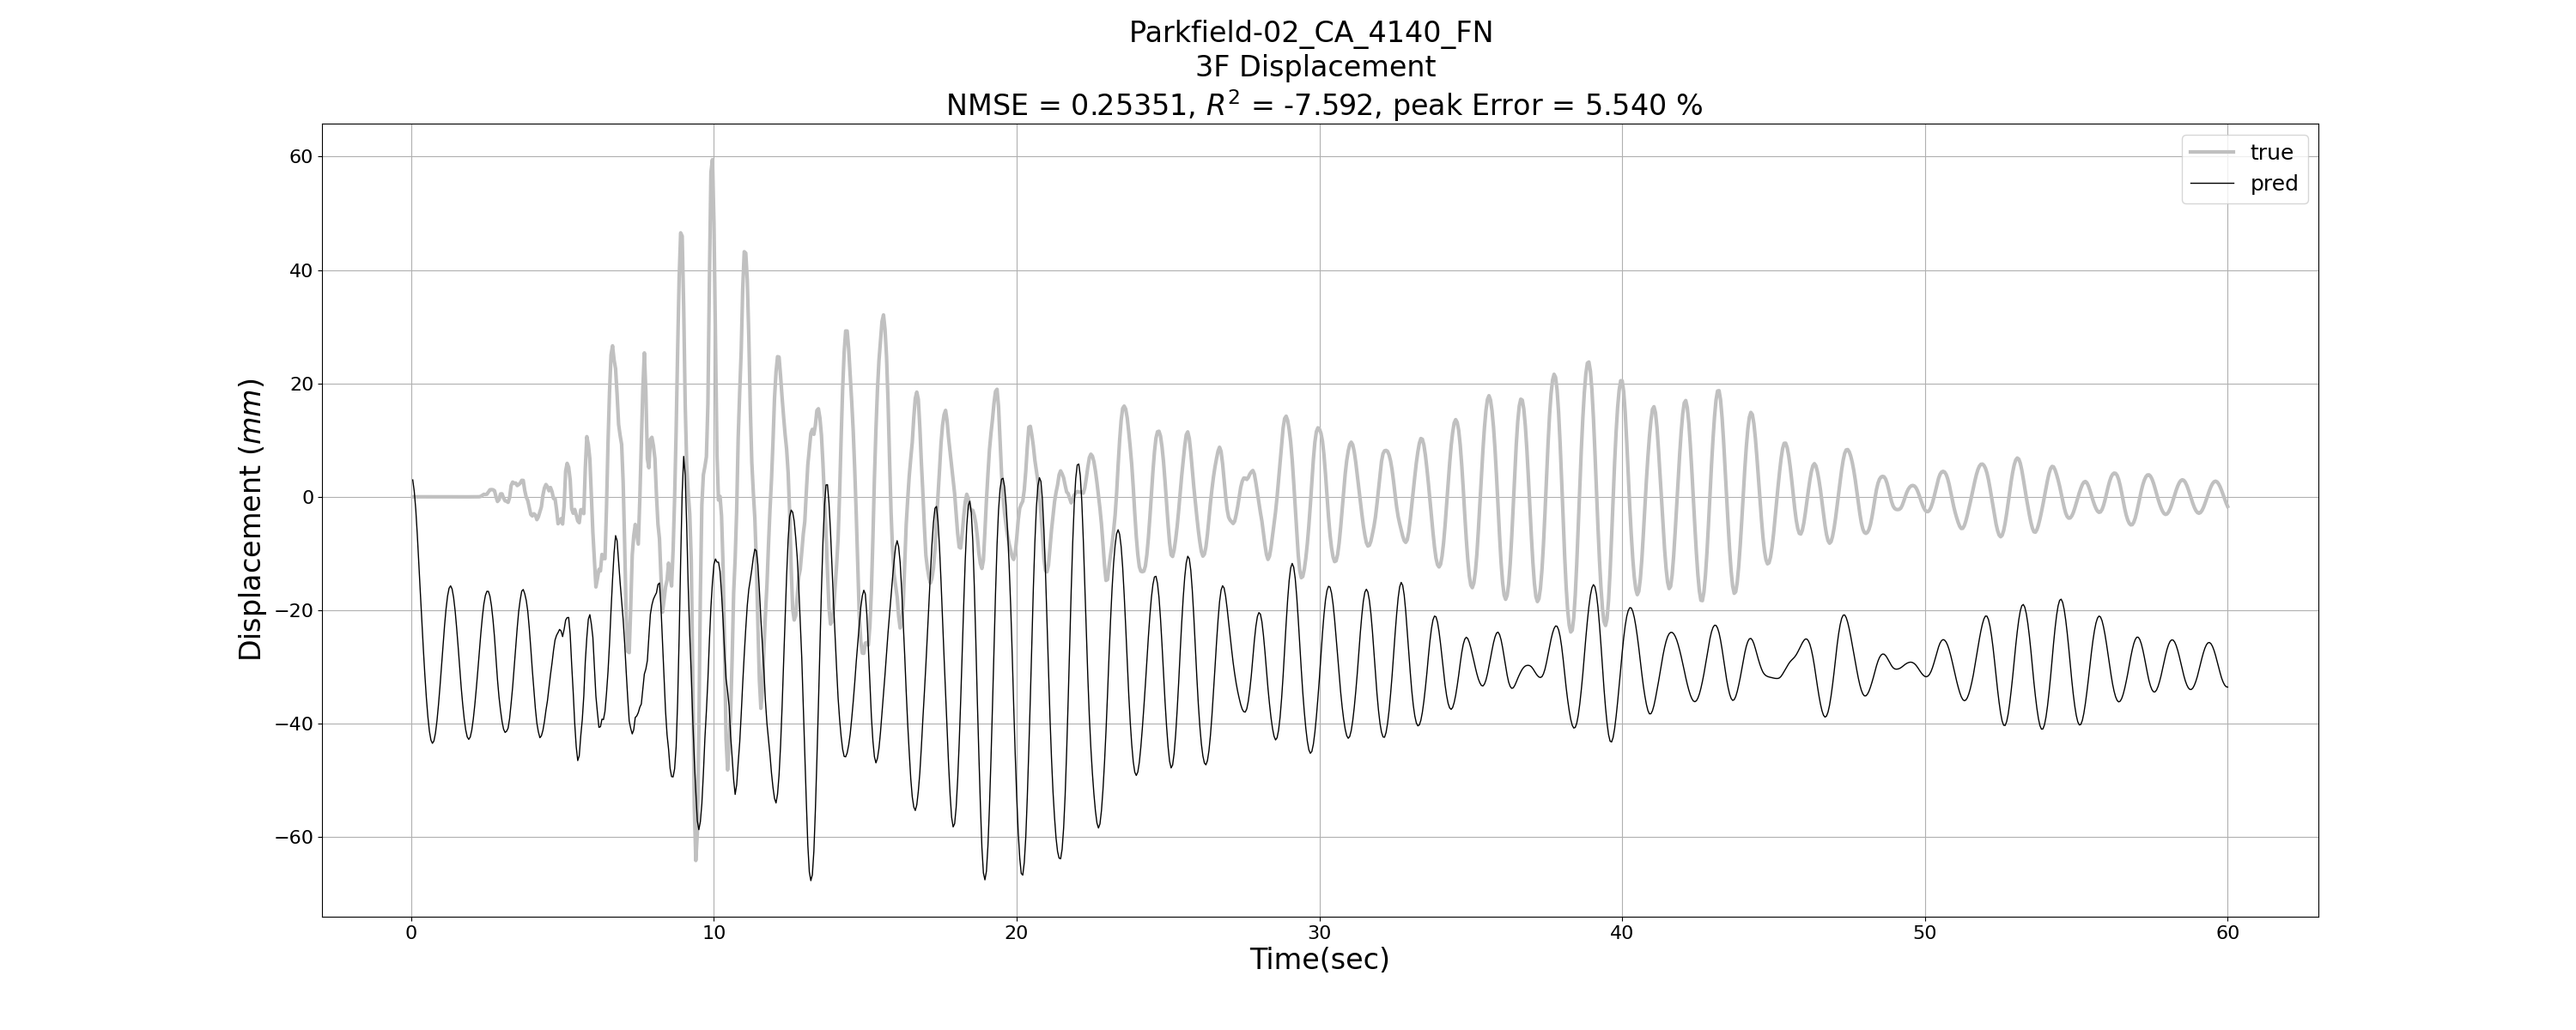 Parkfield-02_CA_4140_FN
3F Displacement
NMSE = 0.25351, R² = -7.592, peak Error = 5.540 %
true
pred
Displacement (mm)
60
40
20
0
−20
−40
−60
0 10 20 30 40 50 60
Time(sec)